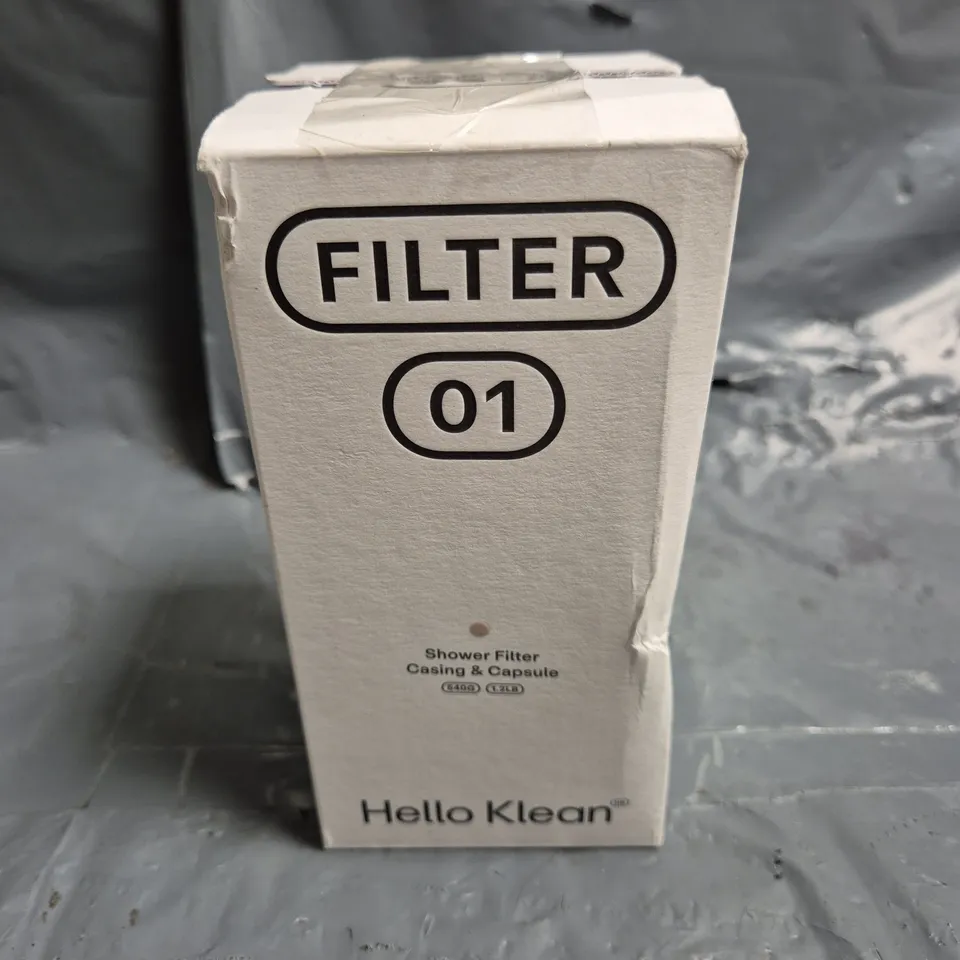 FILTER
01
Shower Filter
Casing & Capsule
540G 1.2LB
Hello Klean